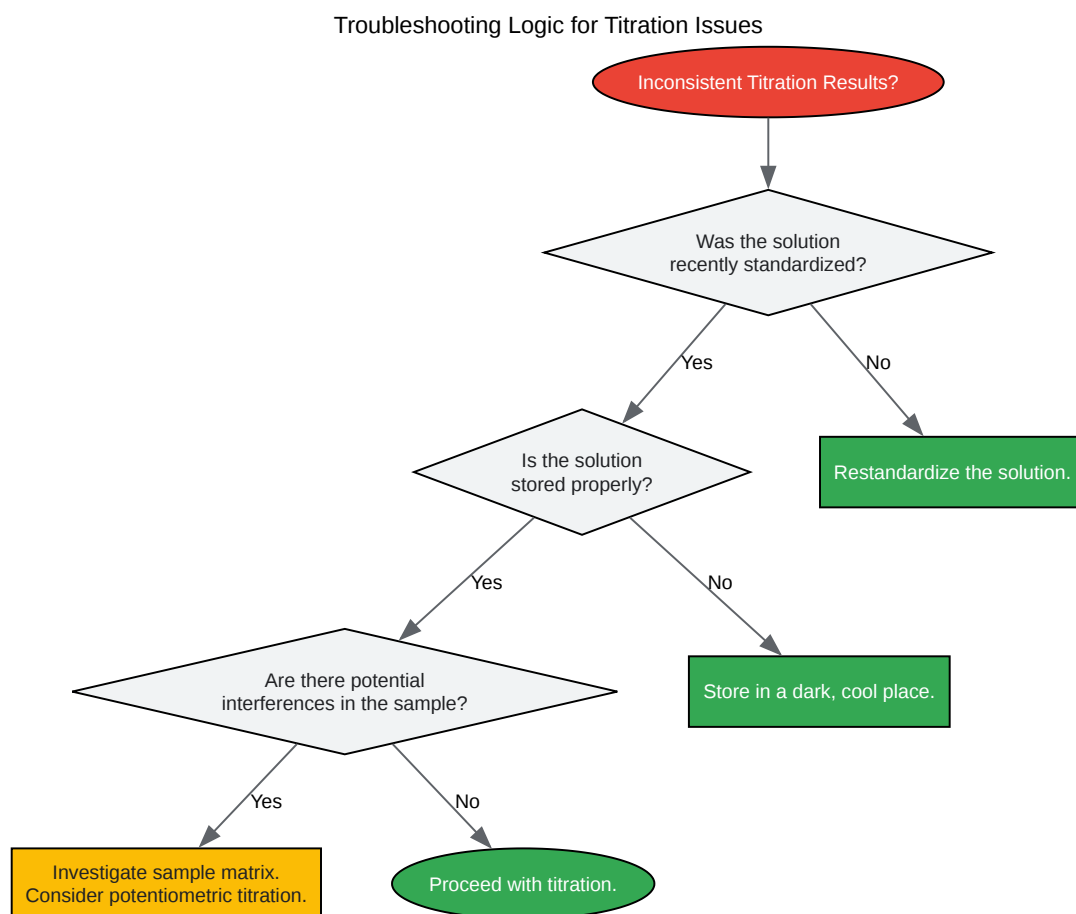 Troubleshooting Logic for Titration Issues
Inconsistent Titration Results?
Was the solution
recently standardized?
Yes
No
Is the solution
stored properly?
Restandardize the solution.
Yes
No
Are there potential
interferences in the sample?
Store in a dark, cool place.
Yes
No
Investigate sample matrix.
Consider potentiometric titration.
Proceed with titration.